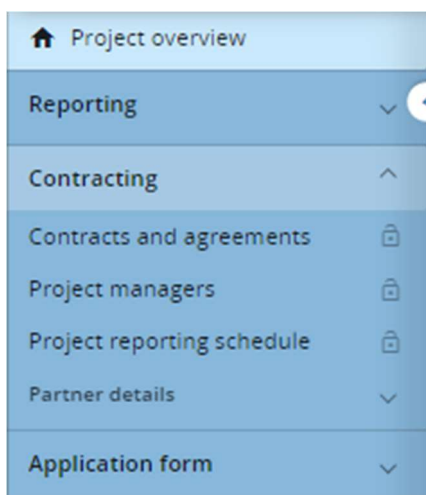 Project overview
Reporting
Contracting
Contracts and agreements
Project managers
Project reporting schedule
Partner details
Application form